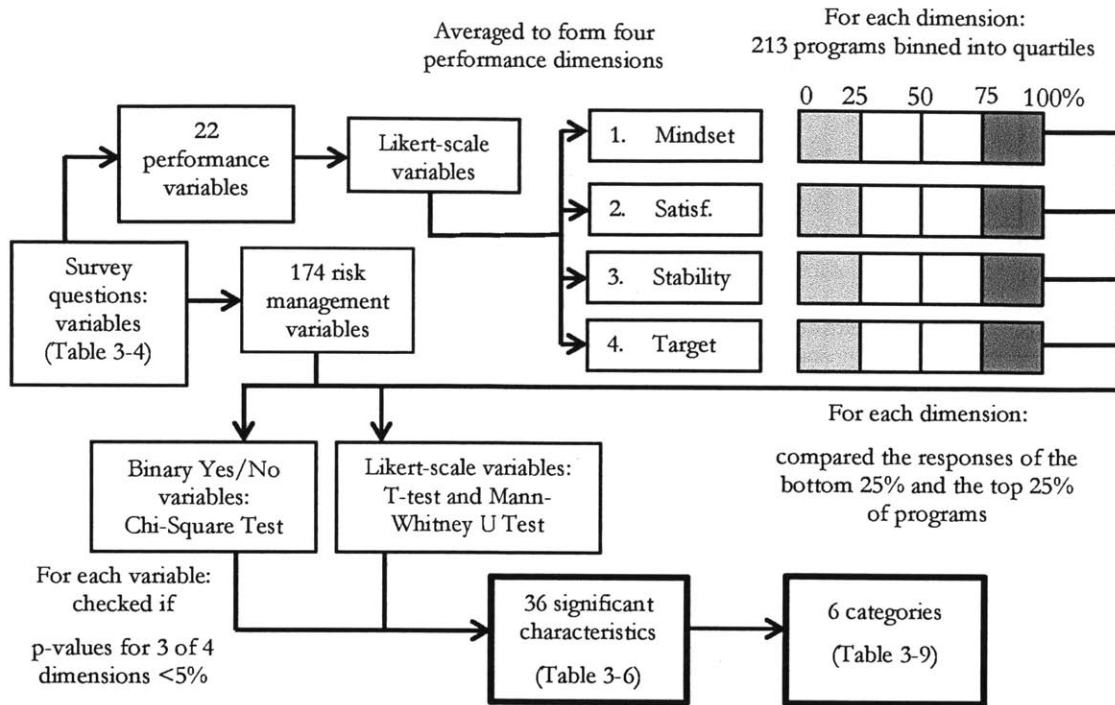 Averaged to form four
performance dimensions
For each dimension:
213 programs binned into quartiles
0 25 50 75 100%
22
performance
variables
Likert-scale
variables
1. Mindset
2. Satisf.
3. Stability
4. Target
Survey
questions:
variables
(Table 3-4)
174 risk
management
variables
For each dimension:
compared the responses of the
bottom 25% and the top 25%
of programs
Binary Yes/No
variables:
Chi-Square Test
Likert-scale variables:
T-test and Mann-
Whitney U Test
For each variable:
checked if
p-values for 3 of 4
dimensions <5%
36 significant
characteristics
(Table 3-6)
6 categories
(Table 3-9)